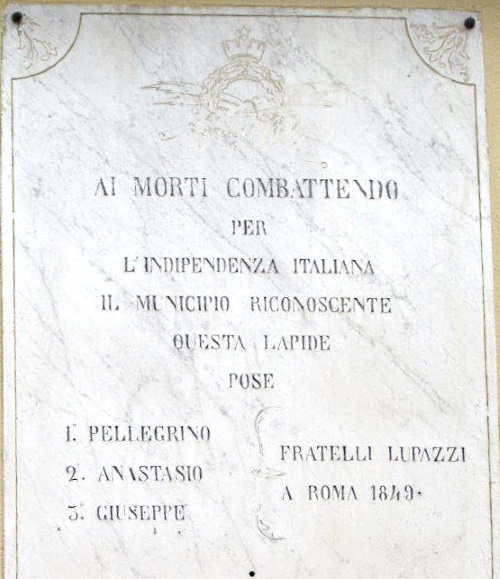 AI MORTI COMBATTENDO
PER
L'INDIPENDENZA ITALIANA
IL MUNICIPIO RICONOSCENTE
QUESTA LAPIDE
POSE
1. PELLEGRINO
2. ANASTASIO
3. GIUSEPPE
FRATELLI LUPAZZI
A ROMA 1849.